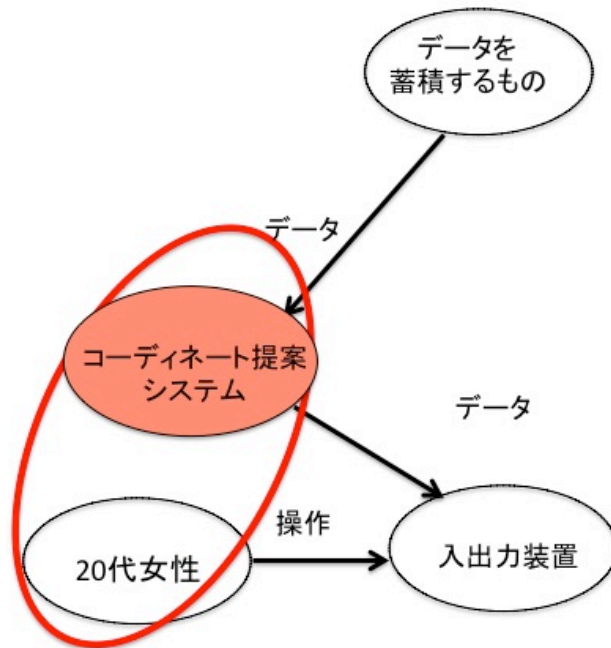 データを
蓄積するもの
データ
コーディネート提案
システム
データ
操作
20代女性
入出力装置